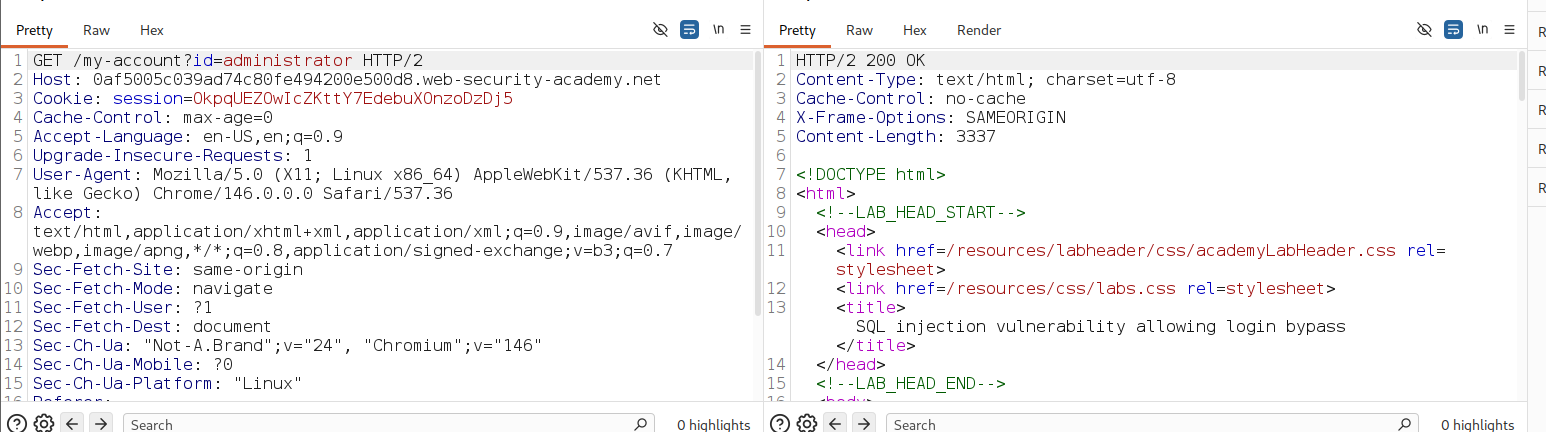 Pretty Raw Hex \n
1 GET /my-account?id=administrator HTTP/2
2 Host: 0af5005c039ad74c80fe494200e500d8.web-security-academy.net
3 Cookie: session=OkpqUEZOwIcZKttY7EdebuXOnzoDzDj5
4 Cache-Control: max-age=0
5 Accept-Language: en-US,en;q=0.9
6 Upgrade-Insecure-Requests: 1
7 User-Agent: Mozilla/5.0 (X11; Linux x86_64) AppleWebKit/537.36 (KHTML,
like Gecko) Chrome/146.0.0.0 Safari/537.36
8 Accept:
text/html,application/xhtml+xml,application/xml;q=0.9,image/avif,image/
webp,image/apng,*/*;q=0.8,application/signed-exchange;v=b3;q=0.7
9 Sec-Fetch-Site: same-origin
10 Sec-Fetch-Mode: navigate
11 Sec-Fetch-User: ?1
12 Sec-Fetch-Dest: document
13 Sec-Ch-Ua: "Not-A.Brand";v="24", "Chromium";v="146"
14 Sec-Ch-Ua-Mobile: ?0
15 Sec-Ch-Ua-Platform: "Linux"
16 Referer:
Search 0 highlights
Pretty Raw Hex Render \n
1 HTTP/2 200 OK
2 Content-Type: text/html; charset=utf-8
3 Cache-Control: no-cache
4 X-Frame-Options: SAMEORIGIN
5 Content-Length: 3337
6
7 <!DOCTYPE html>
8 <html>
9 <!--LAB_HEAD_START-->
10 <head>
11 <link href=/resources/labheader/css/academyLabHeader.css rel=
stylesheet>
12 <link href=/resources/css/labs.css rel=stylesheet>
13 <title>
SQL injection vulnerability allowing login bypass
</title>
14 </head>
15 <!--LAB_HEAD_END-->
16 <body>
Search 0 highlights
R
R
R
R
R